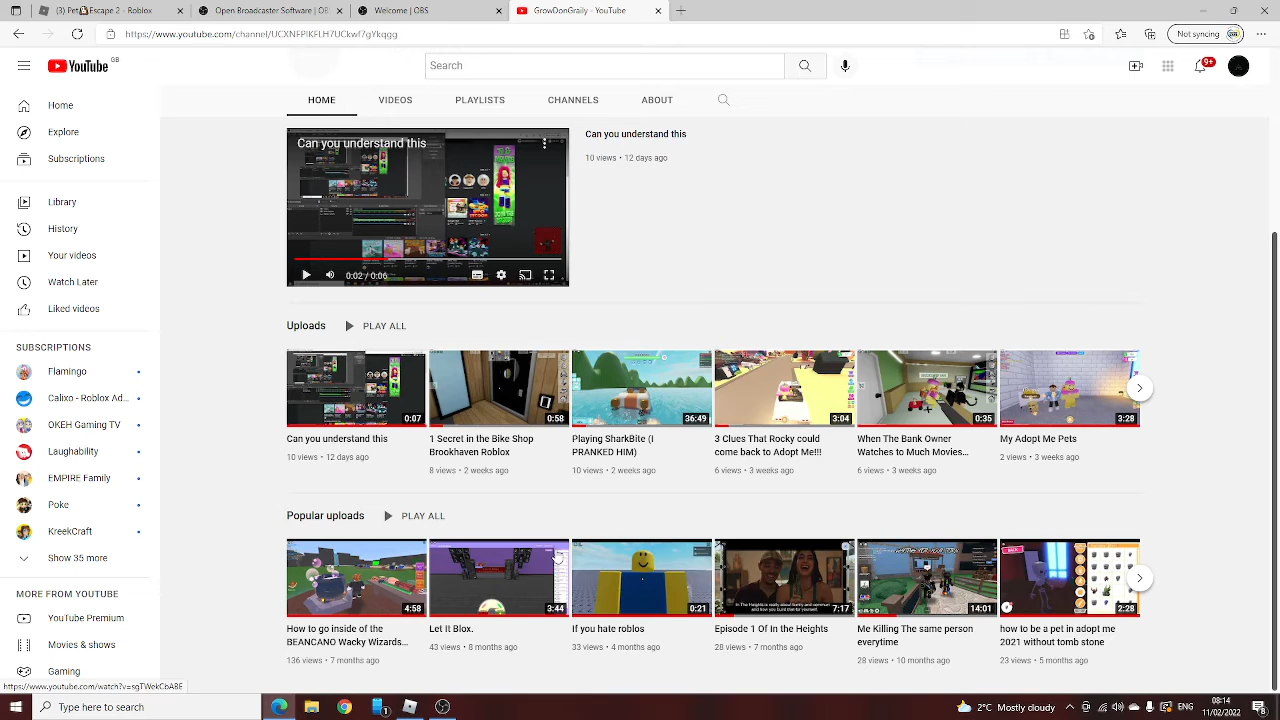 (3) Prison Escape 2 - Roblox
Open Broadcaster Software | OBS
Welcome | OBS
GrowDonGaily - YouTube
https://www.youtube.com/channel/UCXNFPIKFLH7UCkwf7gYkqgg
Not syncing
YouTube GB
Search
9+
Home
HOME VIDEOS PLAYLISTS CHANNELS ABOUT
Explore
Subscriptions
Library
History
Your videos
Watch later
Liked videos
SUBSCRIPTIONS
Flamingo
Calixo - Roblox Ad...
OMG Gaming TV
Laughability
EMPIRE Family
Poke
KreekCraft
Show 35 more
MORE FROM YOUTUBE
Movies & shows
Gaming
Can you understand this
0:02 / 0:06
Can you understand this
10 views • 12 days ago
Uploads PLAY ALL
0:07 0:58 36:49 3:04 0:35 3:28
Can you understand this
10 views • 12 days ago
1 Secret in the Bike Shop
Brookhaven Roblox
8 views • 2 weeks ago
Playing SharkBite (I
PRANKED HIM)
10 views • 2 weeks ago
3 Clues That Rocky could
come back to Adopt Me!!!
6 views • 3 weeks ago
When The Bank Owner
Watches to Much Movies...
6 views • 3 weeks ago
My Adopt Me Pets
2 views • 3 weeks ago
Popular uploads PLAY ALL
4:58 3:44 0:21 7:17 14:01 2:28
How to go inside of the
BEANCANO Wacky Wizards...
136 views • 7 months ago
Let It Blox.
43 views • 8 months ago
If you hate roblos
33 views • 4 months ago
Episode 1 Of In the Heights
28 views • 7 months ago
Me Killing The same person
everytime
28 views • 10 months ago
how to be a pet in adopt me
2021 without tomb stone
23 views • 5 months ago
https://www.youtube.com/watch?v=sgTWekCbA8E
Type here to search
08:14
11/02/2022